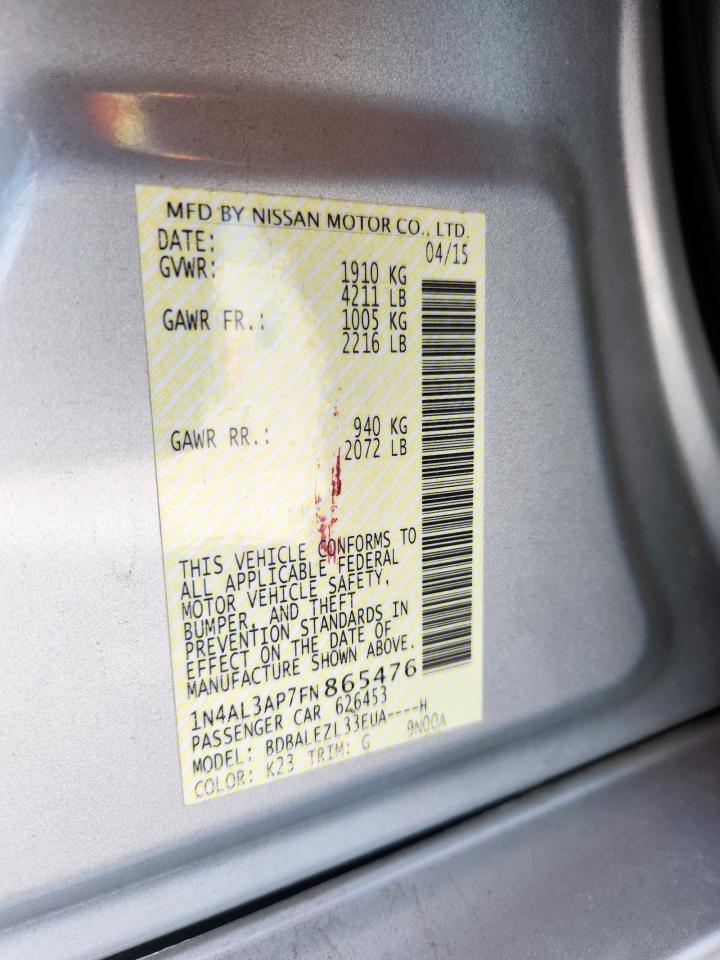 MFD BY NISSAN MOTOR CO., LTD.
DATE: 04/15
GVWR: 1910 KG
4211 LB
GAWR FR.: 1005 KG
2216 LB
GAWR RR.: 940 KG
2072 LB
THIS VEHICLE CONFORMS TO
ALL APPLICABLE FEDERAL
MOTOR VEHICLE SAFETY,
BUMPER, AND THEFT
PREVENTION STANDARDS IN
EFFECT ON THE DATE OF
MANUFACTURE SHOWN ABOVE.
1N4AL3AP7FN865476
PASSENGER CAR 626453
MODEL: BDBALEZL33EUA----H
COLOR: K23 TRIM: G 9N00A